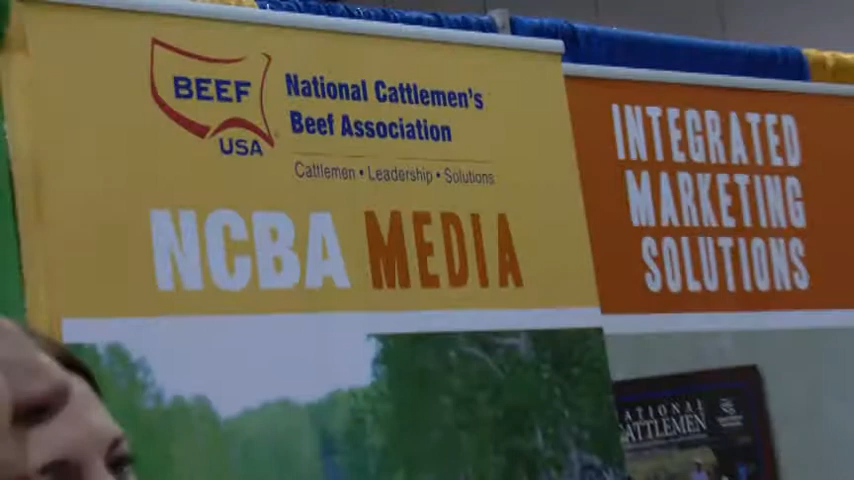 BEEF
USA
National Cattlemen's
Beef Association
Cattlemen • Leadership • Solutions
NCBA MEDIA
INTEGRATED
MARKETING
SOLUTIONS
NATIONAL
CATTLEMEN